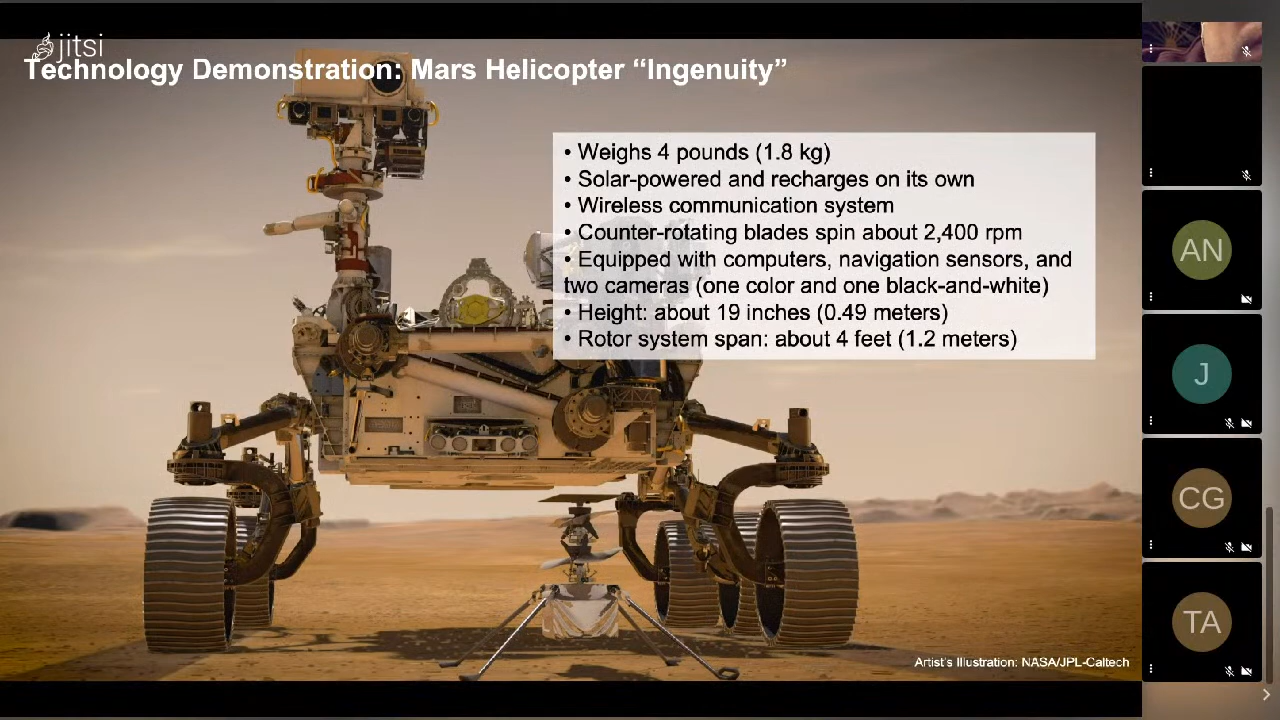 jitsi
Technology Demonstration: Mars Helicopter “Ingenuity”
• Weighs 4 pounds (1.8 kg)
• Solar-powered and recharges on its own
• Wireless communication system
• Counter-rotating blades spin about 2,400 rpm
• Equipped with computers, navigation sensors, and
two cameras (one color and one black-and-white)
• Height: about 19 inches (0.49 meters)
• Rotor system span: about 4 feet (1.2 meters)
Artist's Illustration: NASA/JPL-Caltech
AN
J
CG
TA